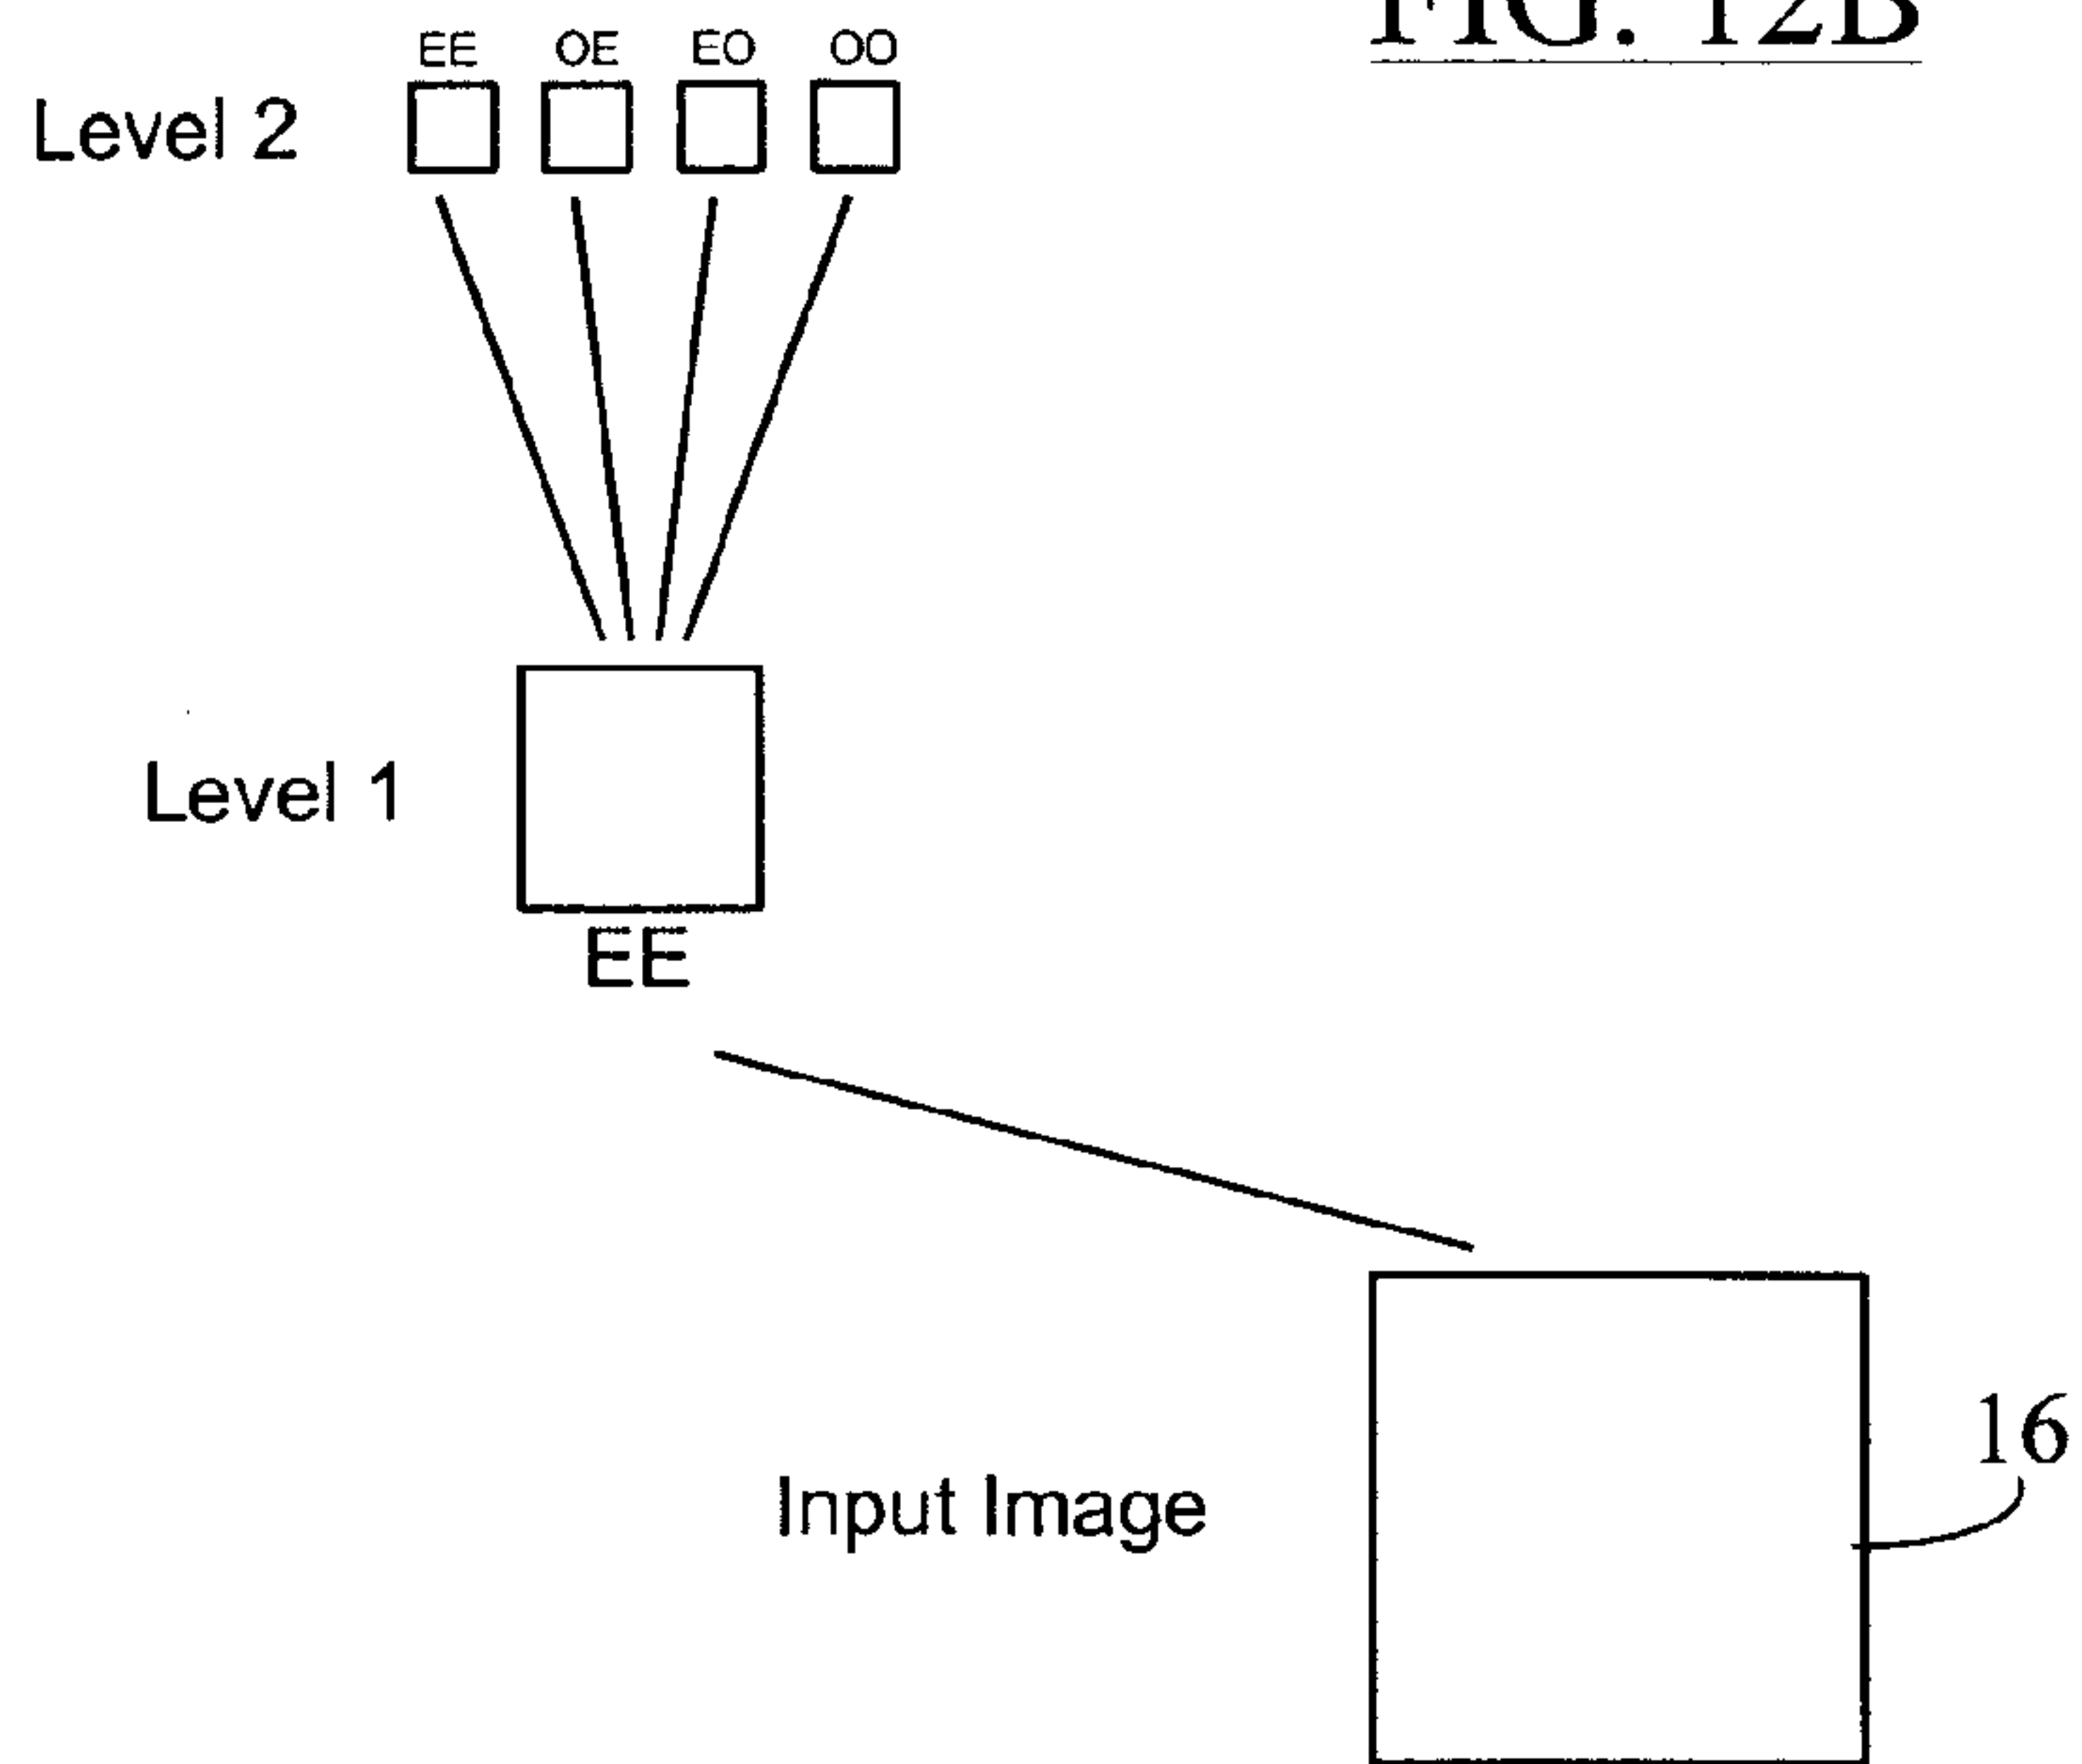 FIG. 12B
EE OE EO OO
Level 2
Level 1
EE
Input Image
16